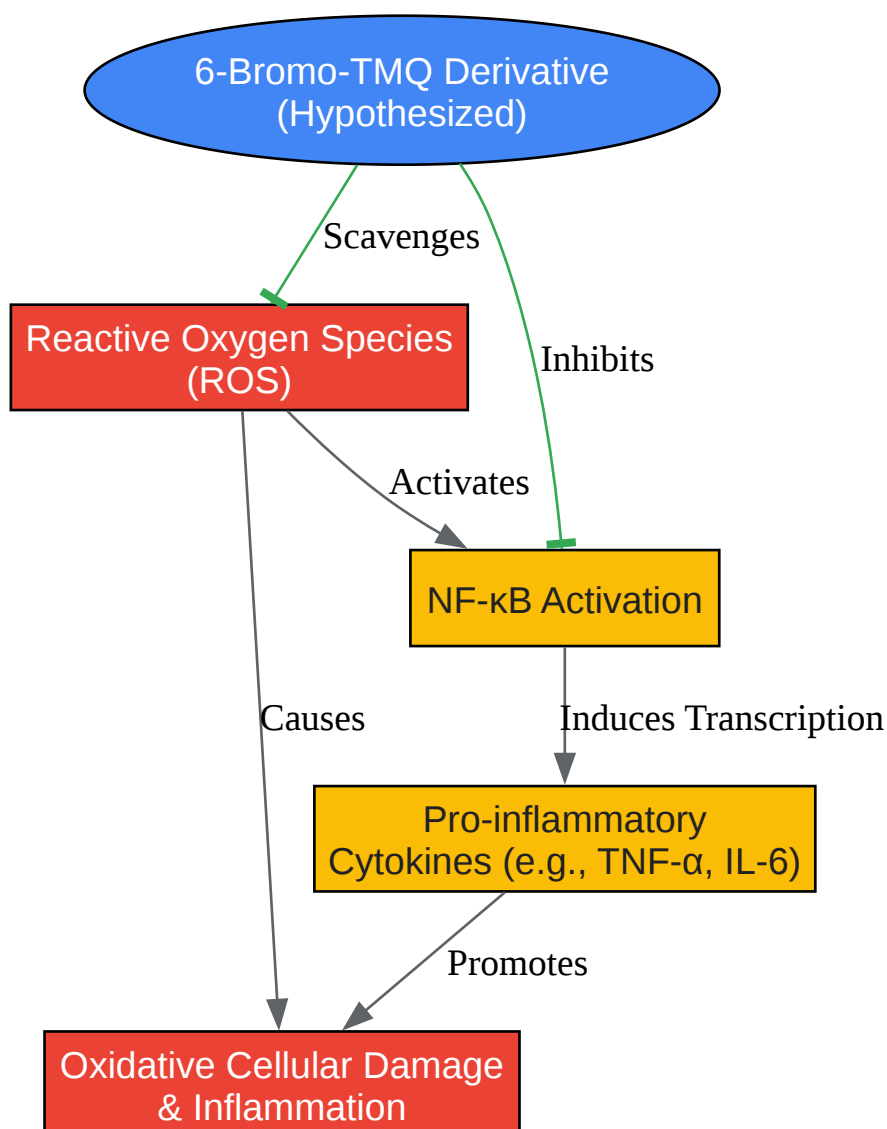 6-Bromo-TMQ Derivative
(Hypothesized)
Scavenges
Reactive Oxygen Species
(ROS)
Inhibits
Activates
NF-κB Activation
Causes
Induces Transcription
Pro-inflammatory
Cytokines (e.g., TNF-α, IL-6)
Promotes
Oxidative Cellular Damage
& Inflammation